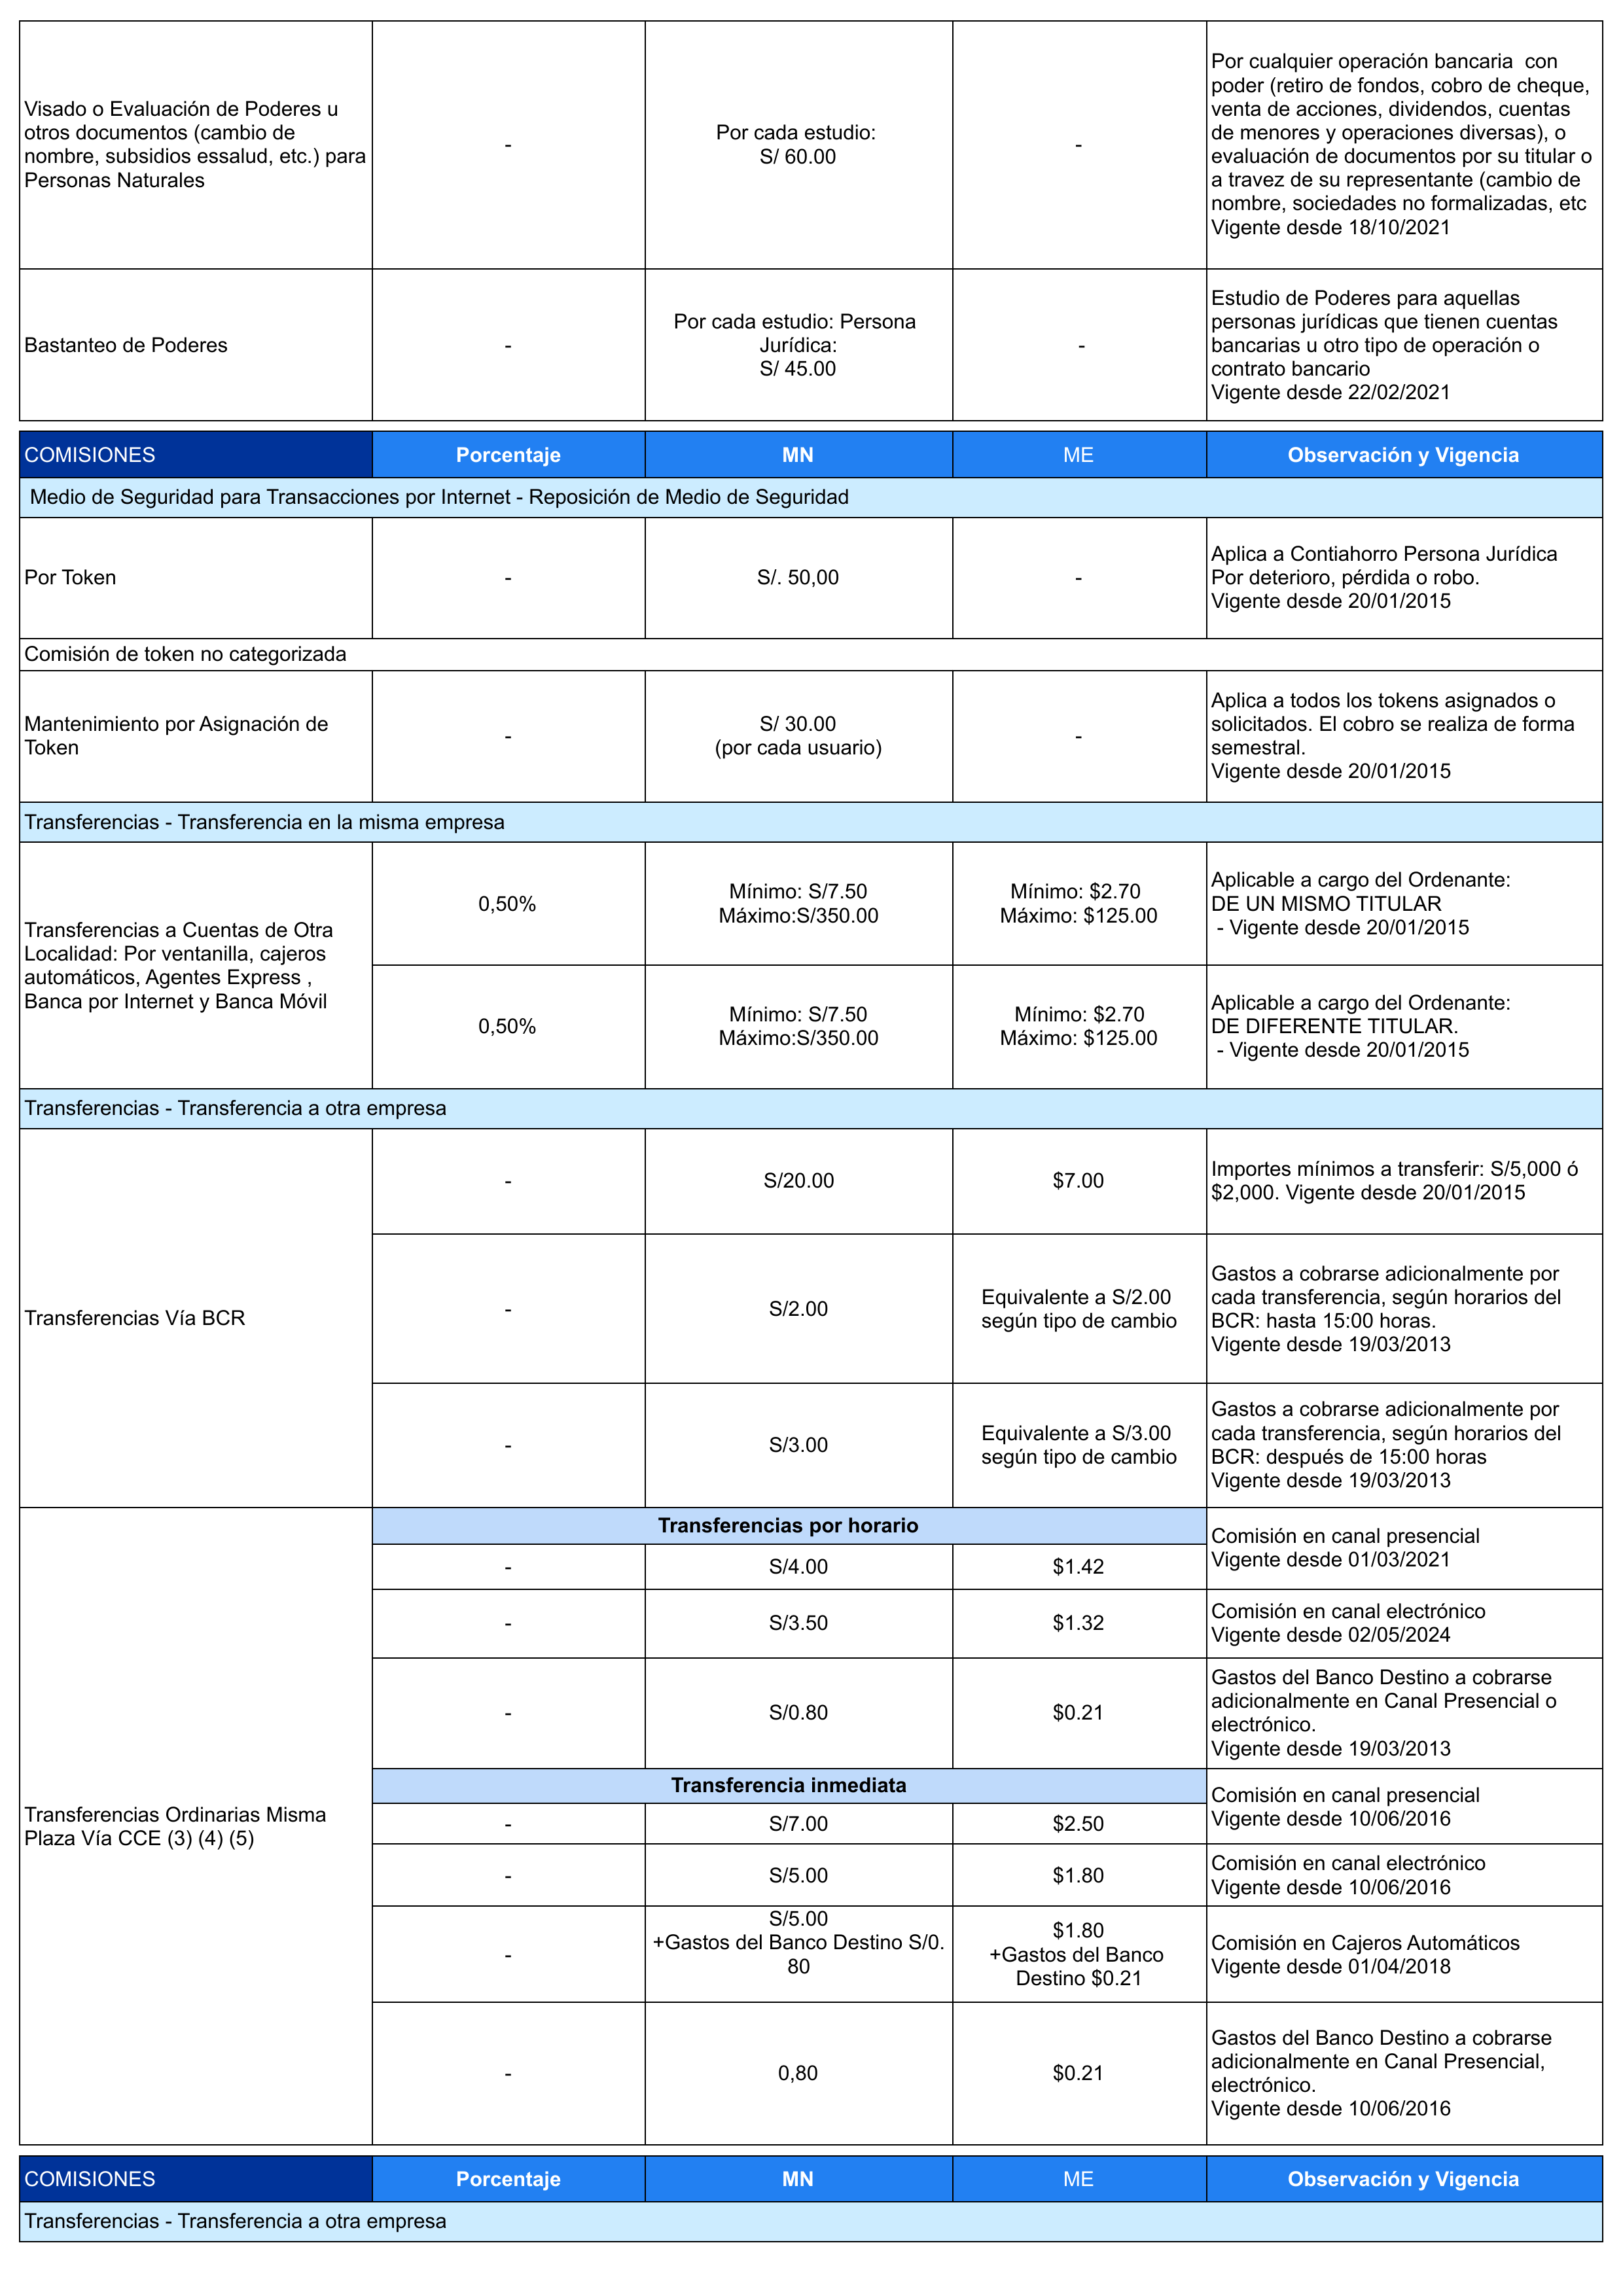 Visado o Evaluación de Poderes u
otros documentos (cambio de
nombre, subsidios essalud, etc.) para
Personas Naturales
-
Por cada estudio:
S/ 60.00
-
Por cualquier operación bancaria  con
poder (retiro de fondos, cobro de cheque,
venta de acciones, dividendos, cuentas
de menores y operaciones diversas), o
evaluación de documentos por su titular o
a travez de su representante (cambio de
nombre, sociedades no formalizadas, etc
Vigente desde 18/10/2021
Bastanteo de Poderes
-
Por cada estudio: Persona
Jurídica:
S/ 45.00
-
Estudio de Poderes para aquellas
personas jurídicas que tienen cuentas
bancarias u otro tipo de operación o
contrato bancario
Vigente desde 22/02/2021
COMISIONES
Porcentaje
MN
ME
Observación y Vigencia
Medio de Seguridad para Transacciones por Internet - Reposición de Medio de Seguridad
Por Token
-
S/. 50,00
-
Aplica a Contiahorro Persona Jurídica
Por deterioro, pérdida o robo.
Vigente desde 20/01/2015
Comisión de token no categorizada
Mantenimiento por Asignación de
Token
-
S/ 30.00
(por cada usuario)
-
Aplica a todos los tokens asignados o
solicitados. El cobro se realiza de forma
semestral.
Vigente desde 20/01/2015
Transferencias - Transferencia en la misma empresa
Transferencias a Cuentas de Otra
Localidad: Por ventanilla, cajeros
automáticos, Agentes Express ,
Banca por Internet y Banca Móvil
0,50%
Mínimo: S/7.50
Máximo:S/350.00
Mínimo: $2.70
Máximo: $125.00
Aplicable a cargo del Ordenante:
DE UN MISMO TITULAR
- Vigente desde 20/01/2015
0,50%
Mínimo: S/7.50
Máximo:S/350.00
Mínimo: $2.70
Máximo: $125.00
Aplicable a cargo del Ordenante:
DE DIFERENTE TITULAR.
- Vigente desde 20/01/2015
Transferencias - Transferencia a otra empresa
Transferencias Vía BCR
-
S/20.00
$7.00
Importes mínimos a transferir: S/5,000 ó
$2,000. Vigente desde 20/01/2015
-
S/2.00
Equivalente a S/2.00
según tipo de cambio
Gastos a cobrarse adicionalmente por
cada transferencia, según horarios del
BCR: hasta 15:00 horas.
Vigente desde 19/03/2013
-
S/3.00
Equivalente a S/3.00
según tipo de cambio
Gastos a cobrarse adicionalmente por
cada transferencia, según horarios del
BCR: después de 15:00 horas
Vigente desde 19/03/2013
Transferencias Ordinarias Misma
Plaza Vía CCE (3) (4) (5)
Transferencias por horario
-
S/4.00
$1.42
Comisión en canal presencial
Vigente desde 01/03/2021
-
S/3.50
$1.32
Comisión en canal electrónico
Vigente desde 02/05/2024
-
S/0.80
$0.21
Gastos del Banco Destino a cobrarse
adicionalmente en Canal Presencial o
electrónico.
Vigente desde 19/03/2013
Transferencia inmediata
-
S/7.00
$2.50
Comisión en canal presencial
Vigente desde 10/06/2016
-
S/5.00
$1.80
Comisión en canal electrónico
Vigente desde 10/06/2016
-
S/5.00
+Gastos del Banco Destino S/0.
80
$1.80
+Gastos del Banco
Destino $0.21
Comisión en Cajeros Automáticos
Vigente desde 01/04/2018
-
0,80
$0.21
Gastos del Banco Destino a cobrarse
adicionalmente en Canal Presencial,
electrónico.
Vigente desde 10/06/2016
COMISIONES
Porcentaje
MN
ME
Observación y Vigencia
Transferencias - Transferencia a otra empresa